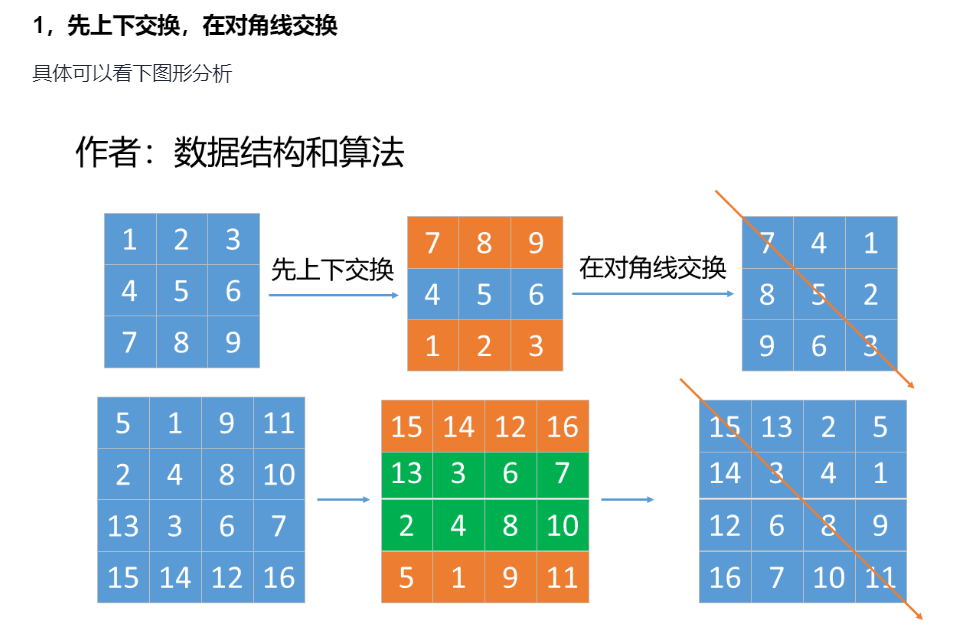 1，先上下交换，在对角线交换
具体可以看下图形分析
作者：数据结构和算法
1 2 3
4 5 6
7 8 9
先上下交换
7 8 9
4 5 6
1 2 3
在对角线交换
7 4 1
8 5 2
9 6 3
5 1 9 11
2 4 8 10
13 3 6 7
15 14 12 16
15 14 12 16
13 3 6 7
2 4 8 10
5 1 9 11
15 13 2 5
14 3 4 1
12 6 8 9
16 7 10 11